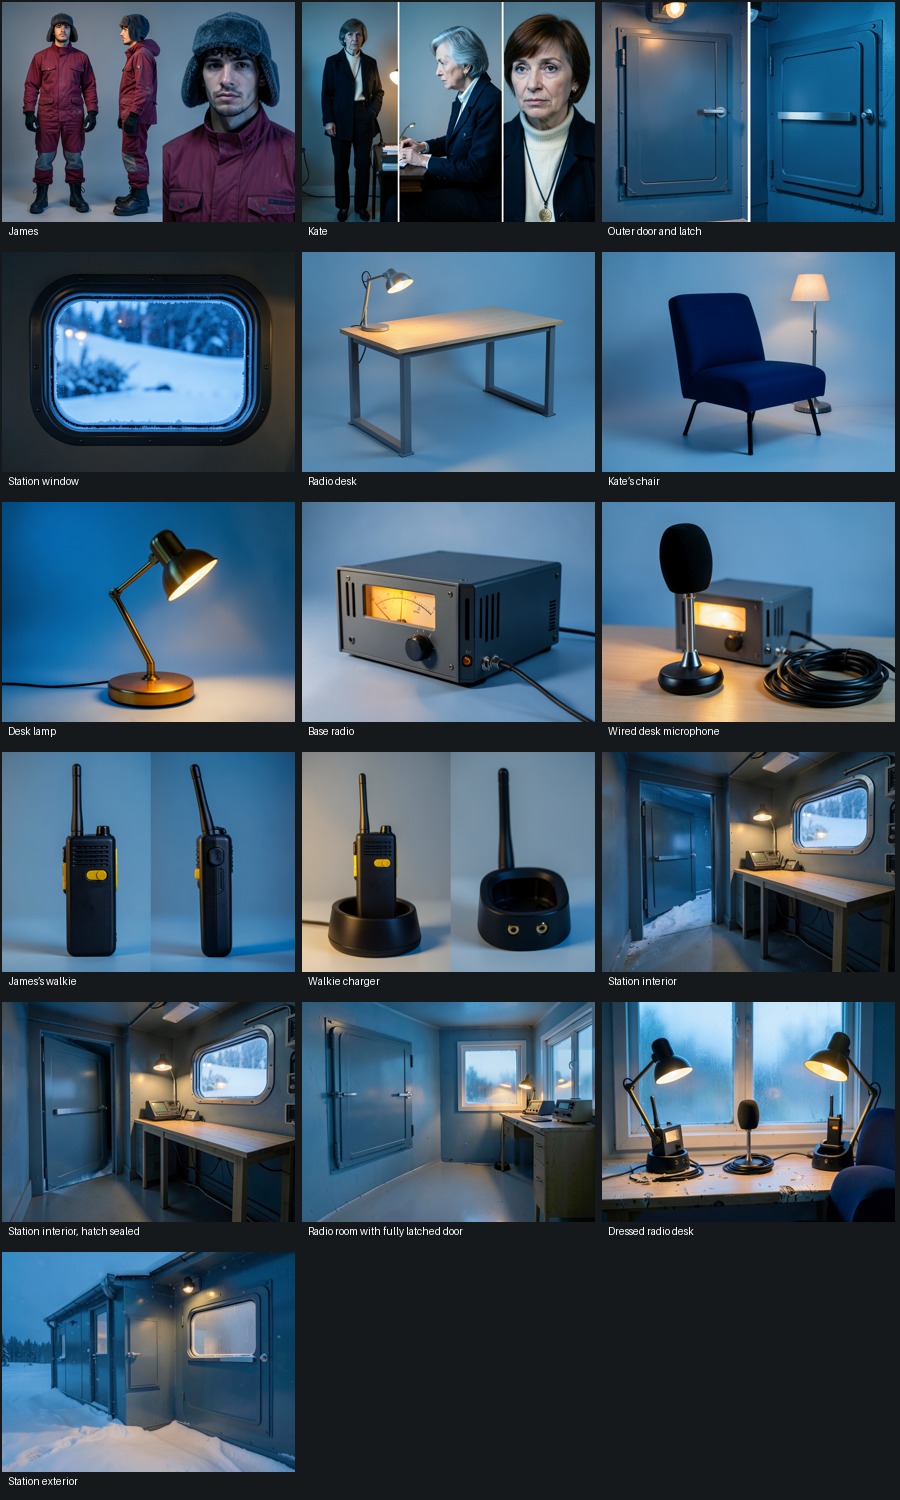 James
Kate
Outer door and latch
Station window
Radio desk
Kate's chair
Desk lamp
Base radio
Wired desk microphone
James's walkie
Walkie charger
Station interior
Station interior, hatch sealed
Radio room with fully latched door
Dressed radio desk
Station exterior